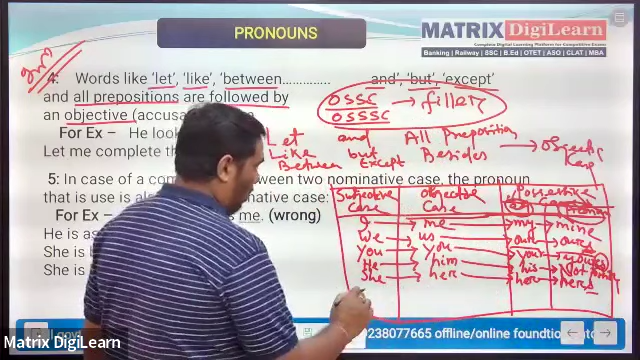 PRONOUNS
MATRIX DigiLearn
Complete Digital Learning Platform for Competitive Exams
Banking | Railway | SSC | B.Ed | OTET | ASO | CLAT | MBA
4: Words like 'let', 'like', 'between.............. and', 'but', 'except'
and all prepositions are followed by
an objective (accusa
OSSC
OSSSC → filler
For Ex – He look
Let and All Preposition → Objective Case
Let me complete th
Like but Besides
Between Except
5: In case of a com between two nominative case, the pronoun
that is use is als nominative case:
For Ex – me. (wrong)
He is as
She is
She is
Subjective Case Objective Case Possessive
I me my mine
we us our ours
you you your yours
He him his Not
She her her hers
9238077665 offline/online foundtion
Matrix DigiLearn